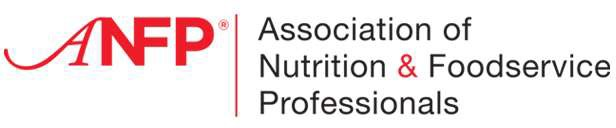 ANFP®
Association of
Nutrition & Foodservice
Professionals